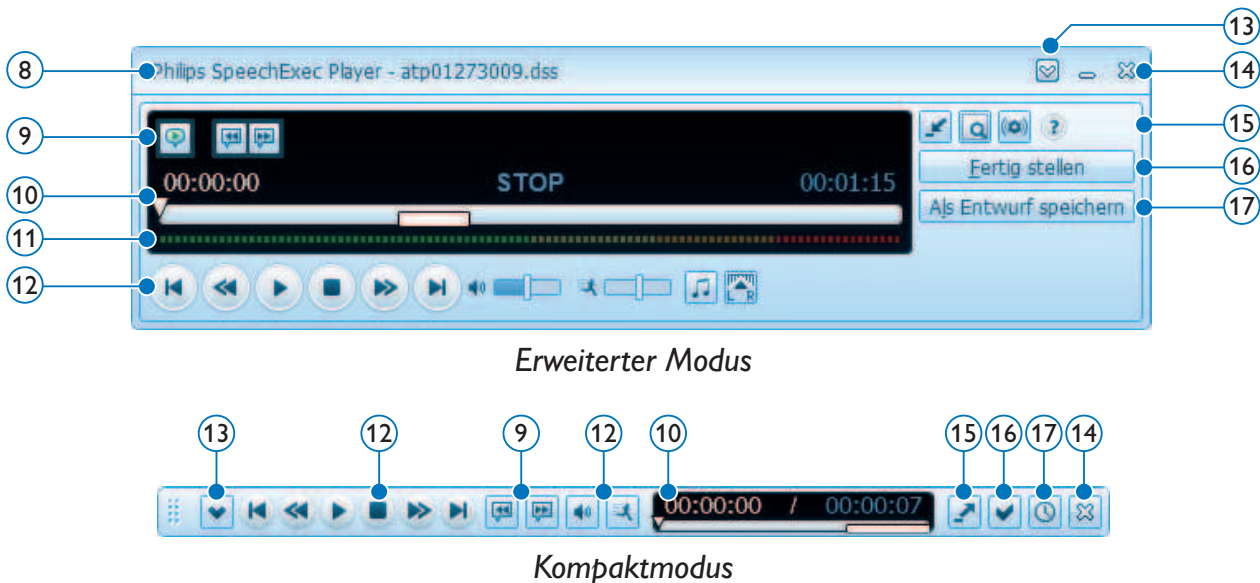 13
8 Philips SpeechExec Player - atp01273009.dss 14
9 ? 15
Fertig stellen 16
10 00:00:00 STOP 00:01:15
Als Entwurf speichern 17
11
12 L R
Erweiterter Modus
13 12 9 12 10 15 16 17 14
00:00:00 / 00:00:07
Kompaktmodus